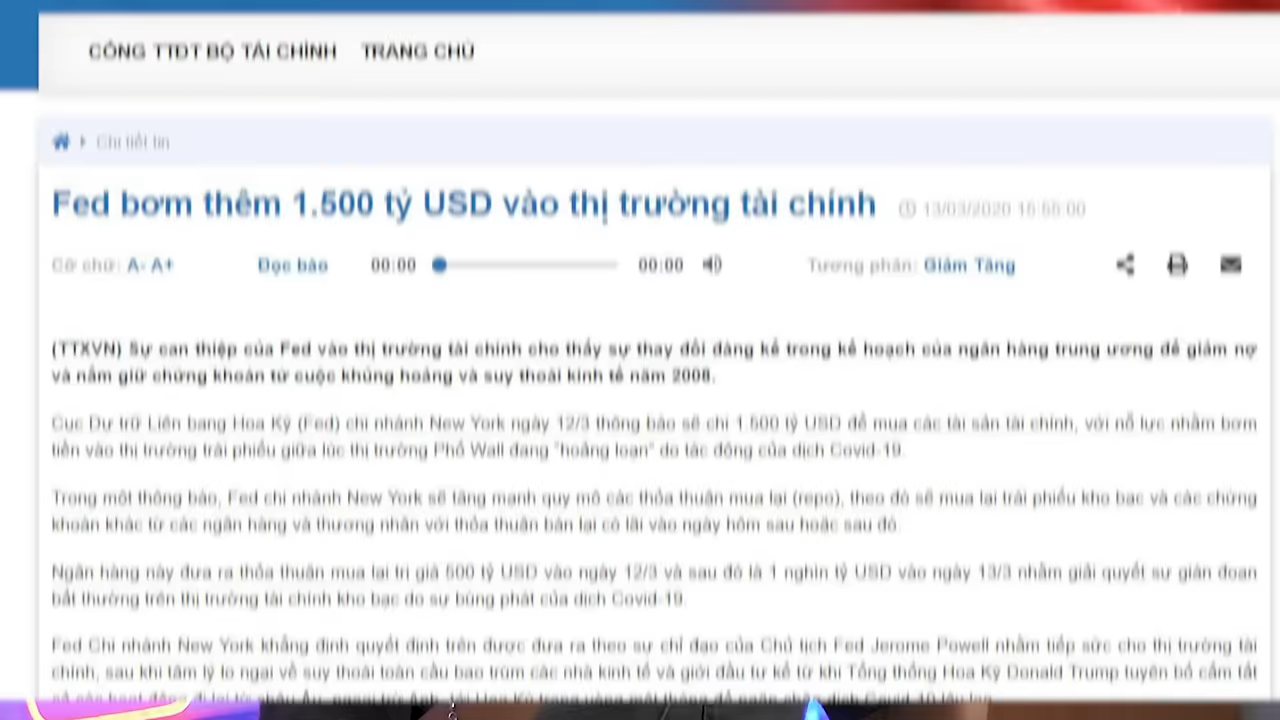 CỔNG TTĐT BỘ TÀI CHÍNH TRANG CHỦ
Chi tiết tin
Fed bơm thêm 1.500 tỷ USD vào thị trường tài chính 13/03/2020 16:55:00
Cỡ chữ: A- A+ Đọc báo 00:00 00:00 Tương phản: Giảm Tăng
(TTXVN) Sự can thiệp của Fed vào thị trường tài chính cho thấy sự thay đổi đáng kể trong kế hoạch của ngân hàng trung ương để giảm nợ
và nắm giữ chứng khoán từ cuộc khủng hoảng và suy thoái kinh tế năm 2008.
Cục Dự trữ Liên bang Hoa Kỳ (Fed) chi nhánh New York ngày 12/3 thông báo sẽ chi 1.500 tỷ USD để mua các tài sản tài chính, với nỗ lực nhằm bơm
tiền vào thị trường trái phiếu giữa lúc thị trường Phố Wall đang "hoảng loạn" do tác động của dịch Covid-19.
Trong một thông báo, Fed chi nhánh New York sẽ tăng mạnh quy mô các thỏa thuận mua lại (repo), theo đó sẽ mua lại trái phiếu kho bạc và các chứng
khoán khác từ các ngân hàng và thương nhân với thỏa thuận bán lại có lãi vào ngày hôm sau hoặc sau đó.
Ngân hàng này đưa ra thỏa thuận mua lại trị giá 500 tỷ USD vào ngày 12/3 và sau đó là 1 nghìn tỷ USD vào ngày 13/3 nhằm giải quyết sự gián đoạn
bất thường trên thị trường tài chính kho bạc do sự bùng phát của dịch Covid-19.
Fed Chi nhánh New York khẳng định quyết định trên được đưa ra theo sự chỉ đạo của Chủ tịch Fed Jerome Powell nhằm tiếp sức cho thị trường tài
chính, sau khi tâm lý lo ngại về suy thoái toàn cầu bao trùm các nhà kinh tế và giới đầu tư kể từ khi Tổng thống Hoa Kỳ Donald Trump tuyên bố cấm tất